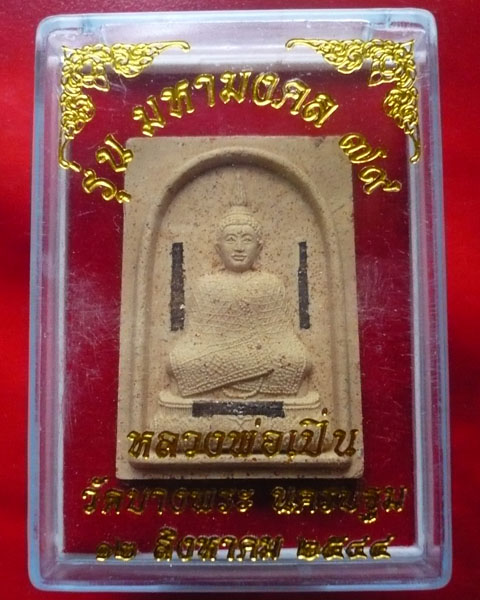 รุ่น มหามงคล ๗๙
หลวงพ่อเปิ่น
วัดบางพระ นครปฐม
๑๒ สิงหาคม ๒๕๔๔